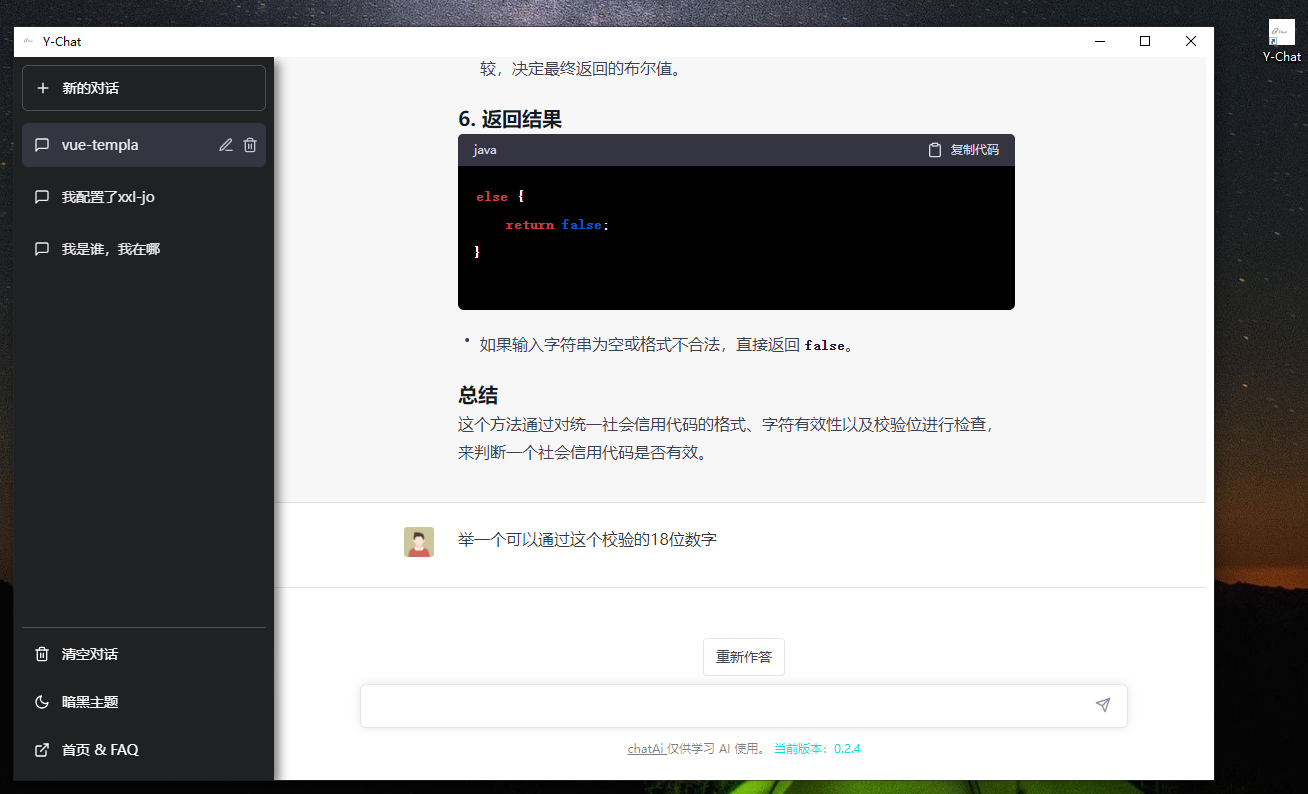 Y-Chat
Y-Chat
新的对话
vue-templa
我配置了xxl-jo
我是谁，我在哪
清空对话
暗黑主题
首页 & FAQ
较，决定最终返回的布尔值。
6. 返回结果
java
复制代码
else {
return false;
}
• 如果输入字符串为空或格式不合法，直接返回 false。
总结
这个方法通过对统一社会信用代码的格式、字符有效性以及校验位进行检查，
来判断一个社会信用代码是否有效。
举一个可以通过这个校验的18位数字
重新作答
chatAi 仅供学习 AI 使用。 当前版本：0.2.4